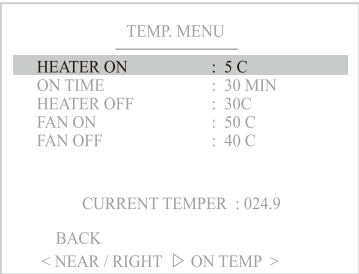 TEMP. MENU
HEATER ON : 5 C
ON TIME : 30 MIN
HEATER OFF : 30C
FAN ON : 50 C
FAN OFF : 40 C
CURRENT TEMPER : 024.9
BACK
< NEAR / RIGHT ▷ ON TEMP >